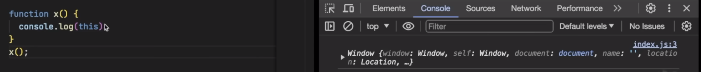 function x() {
console.log(this);
}
x();
Elements Console Sources Network Performance »
top ▼ Filter Default levels ▼ No Issues
index.js:3
▶ Window {window: Window, self: Window, document: document, name: '', locatio
n: Location, …}